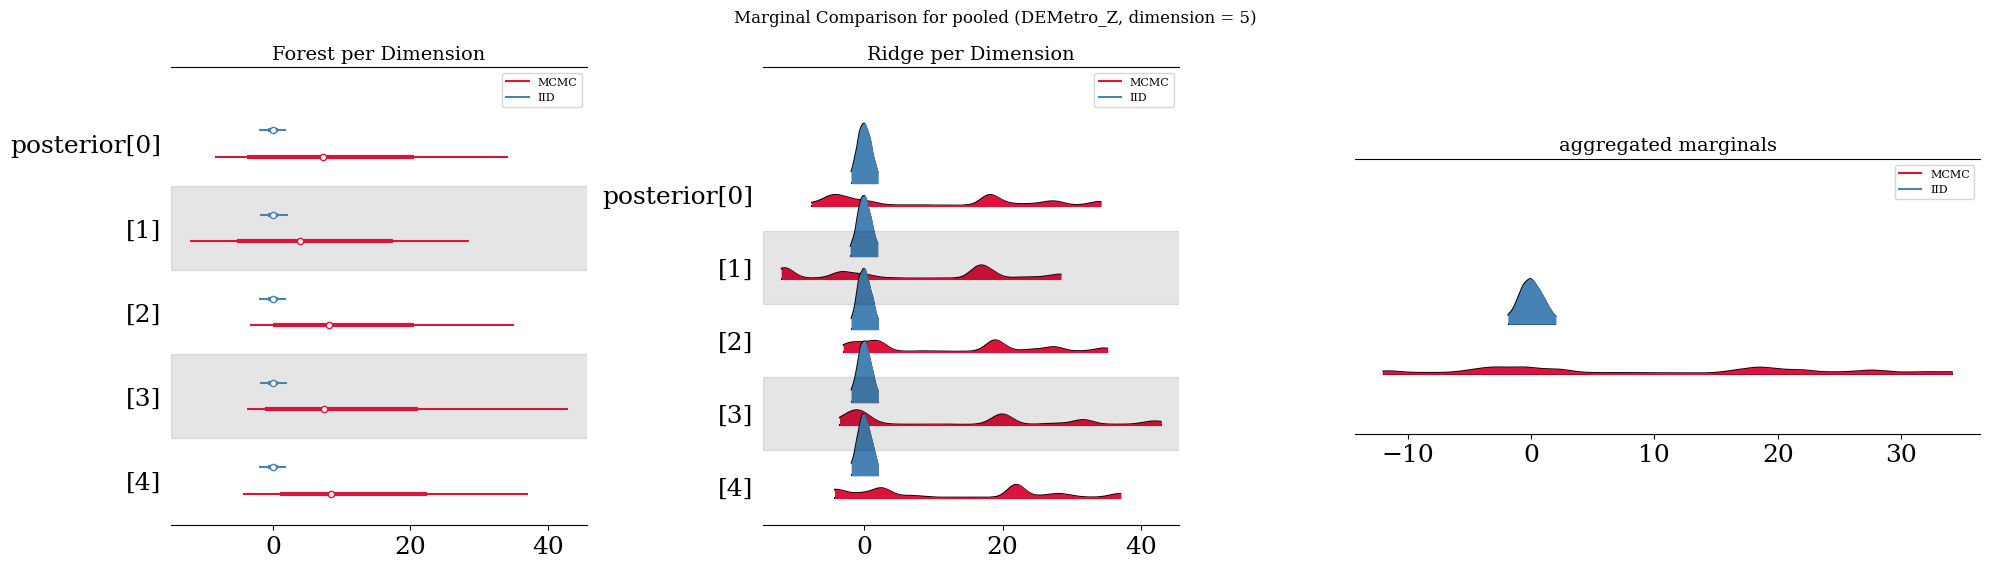 Marginal Comparison for pooled (DEMetro_Z, dimension = 5)
Forest per Dimension
MCMC
IID
posterior[0]
[1]
[2]
[3]
[4]
0 20 40
Ridge per Dimension
MCMC
IID
posterior[0]
[1]
[2]
[3]
[4]
0 20 40
aggregated marginals
MCMC
IID
−10 0 10 20 30